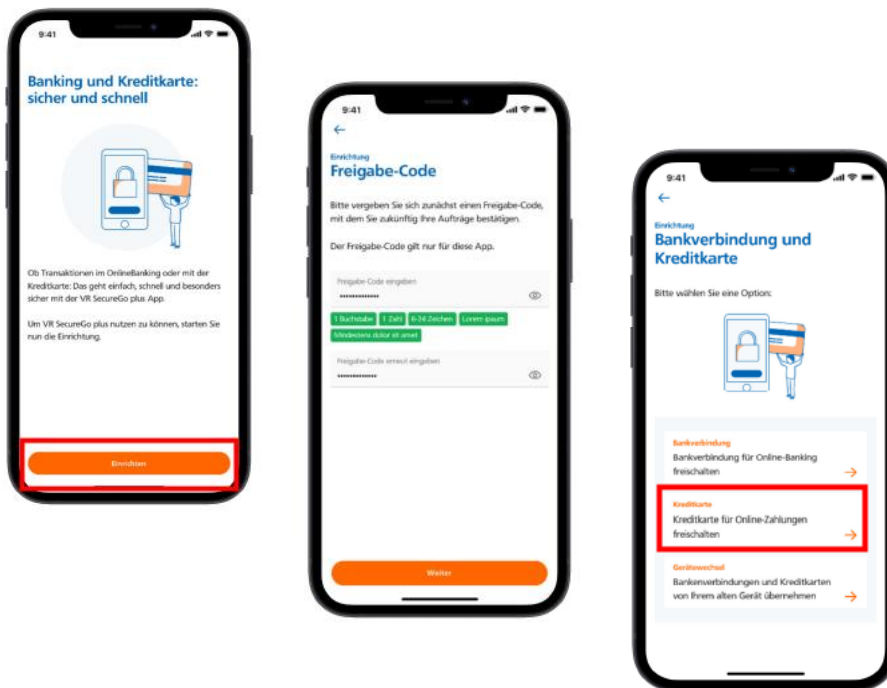 9:41
Banking und Kreditkarte:
sicher und schnell
Ob Transaktionen im OnlineBanking oder mit der
Kreditkarte: Das geht einfach, schnell und besonders
sicher mit der VR SecureGo plus App.
Um VR SecureGo plus nutzen zu können, starten Sie
nun die Einrichtung.
Einrichten
9:41
Einrichtung
Freigabe-Code
Bitte vergeben Sie sich zunächst einen Freigabe-Code,
mit dem Sie zukünftig Ihre Aufträge bestätigen.
Der Freigabe-Code gilt nur für diese App.
Freigabe-Code eingeben
•••••••••••••
1 Buchstabe 1 Zahl 6-24 Zeichen Lorem ipsum
Mindestens dolor sit amet
Freigabe-Code erneut eingeben
•••••••••••••
Weiter
9:41
Einrichtung
Bankverbindung und
Kreditkarte
Bitte wählen Sie eine Option:
Bankverbindung
Bankverbindung für Online-Banking
freischalten
Kreditkarte
Kreditkarte für Online-Zahlungen
freischalten
Gerätewechsel
Bankenverbindungen und Kreditkarten
von Ihrem alten Gerät übernehmen